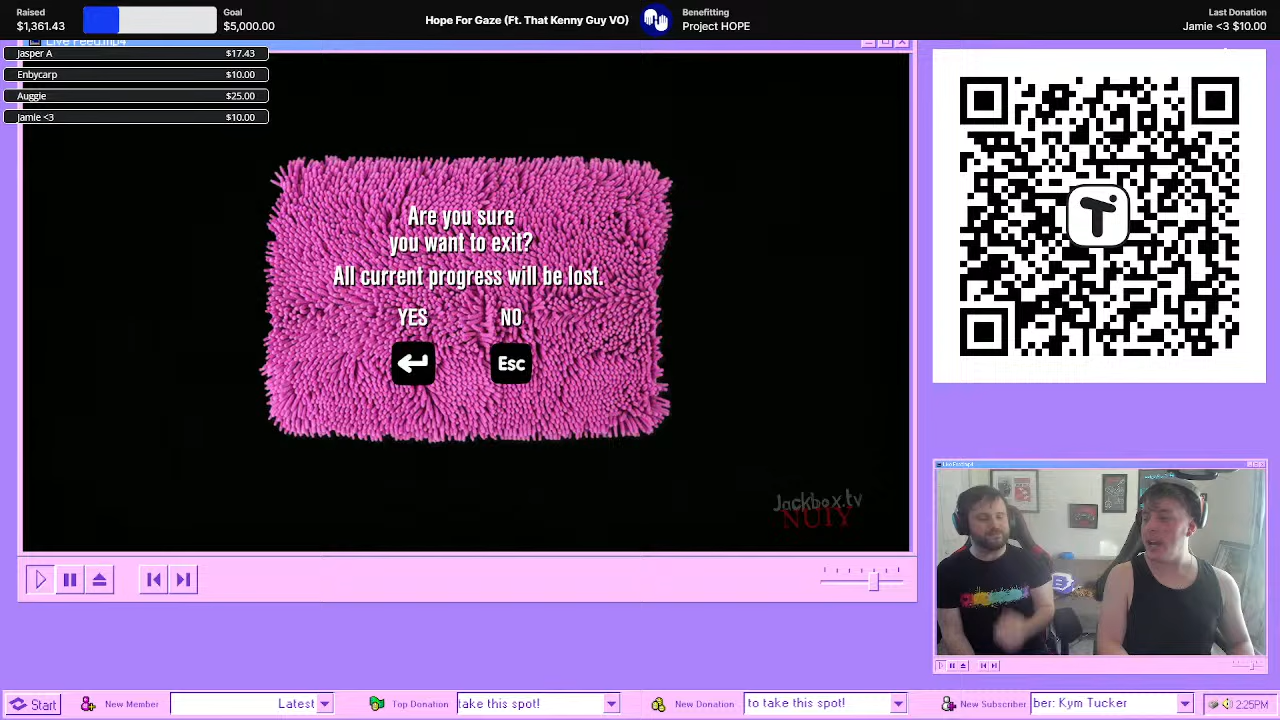 Raised
$1,361.43
Goal
$5,000.00
Hope For Gaze (Ft. That Kenny Guy VO)
Benefitting
Project HOPE
Last Donation
Jamie <3 $10.00
Live Feed.mp4
Jasper A $17.43
Enbycarp $10.00
Auggie $25.00
Jamie <3 $10.00
Are you sure
you want to exit?
All current progress will be lost.
YES NO
Esc
Jackbox.tv
NUIY
T
Start
New Member
Latest
Top Donation
take this spot!
New Donation
to take this spot!
New Subscriber
ber: Kym Tucker
2:25PM